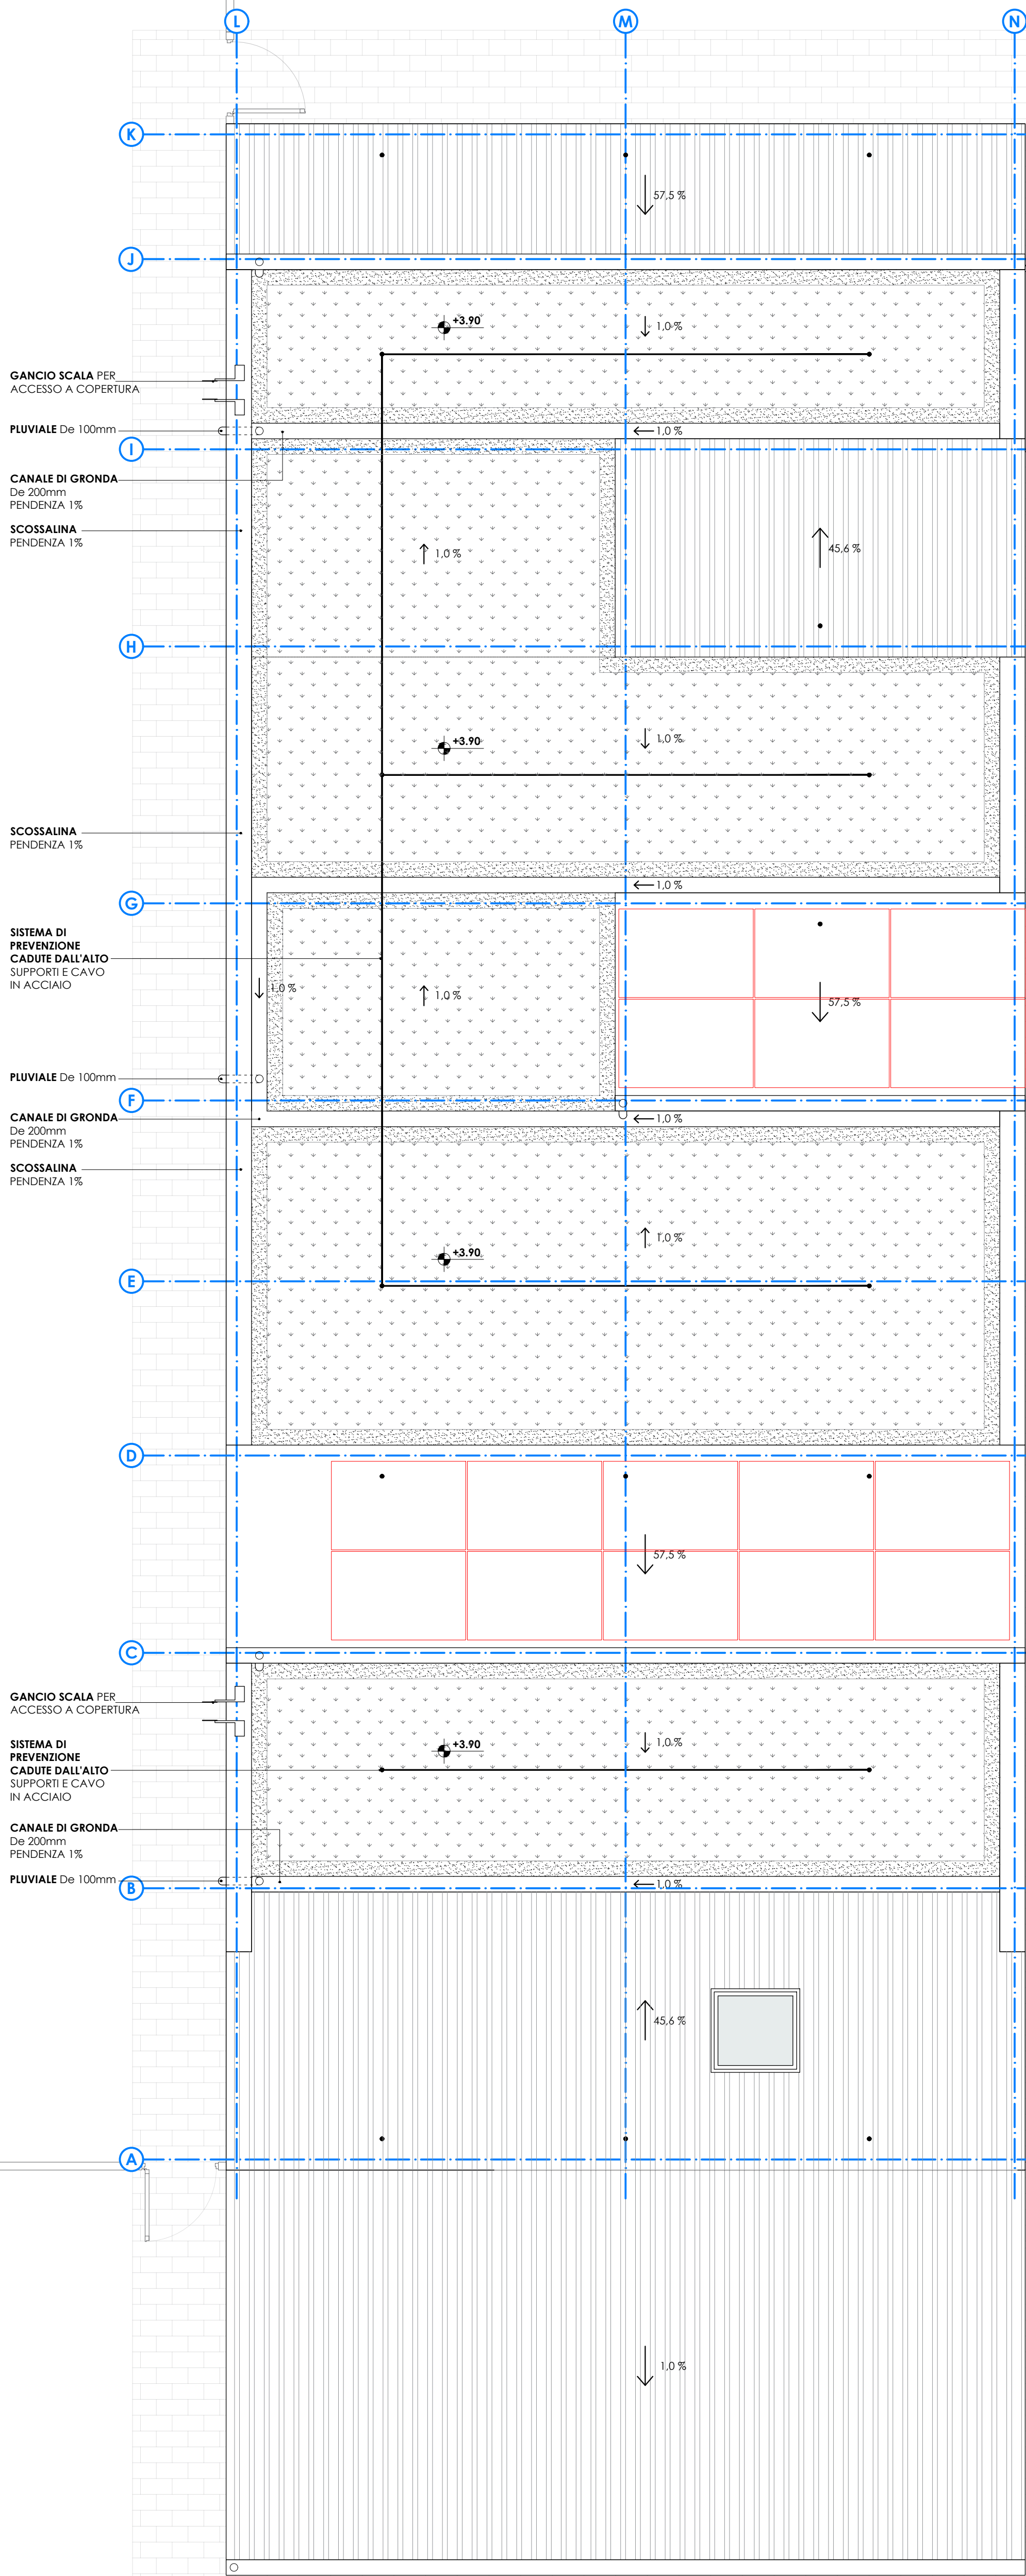 L
M
N
K
57,5 %
J
+3.90
1,0 %
GANCIO SCALA PER
ACCESSO A COPERTURA
PLUVIALE De 100mm
1,0 %
I
CANALE DI GRONDA
De 200mm
PENDENZA 1%
SCOSSALINA
PENDENZA 1%
1,0 %
45,6 %
H
+3.90
1,0 %
SCOSSALINA
PENDENZA 1%
1,0 %
G
SISTEMA DI
PREVENZIONE
CADUTE DALL'ALTO
SUPPORTI E CAVO
IN ACCIAIO
1,0 %
1,0 %
57,5 %
PLUVIALE De 100mm
F
CANALE DI GRONDA
De 200mm
PENDENZA 1%
1,0 %
SCOSSALINA
PENDENZA 1%
1,0 %
+3.90
E
D
57,5 %
C
GANCIO SCALA PER
ACCESSO A COPERTURA
SISTEMA DI
PREVENZIONE
CADUTE DALL'ALTO
SUPPORTI E CAVO
IN ACCIAIO
+3.90
1,0 %
CANALE DI GRONDA
De 200mm
PENDENZA 1%
PLUVIALE De 100mm
B
1,0 %
45,6 %
A
1,0 %